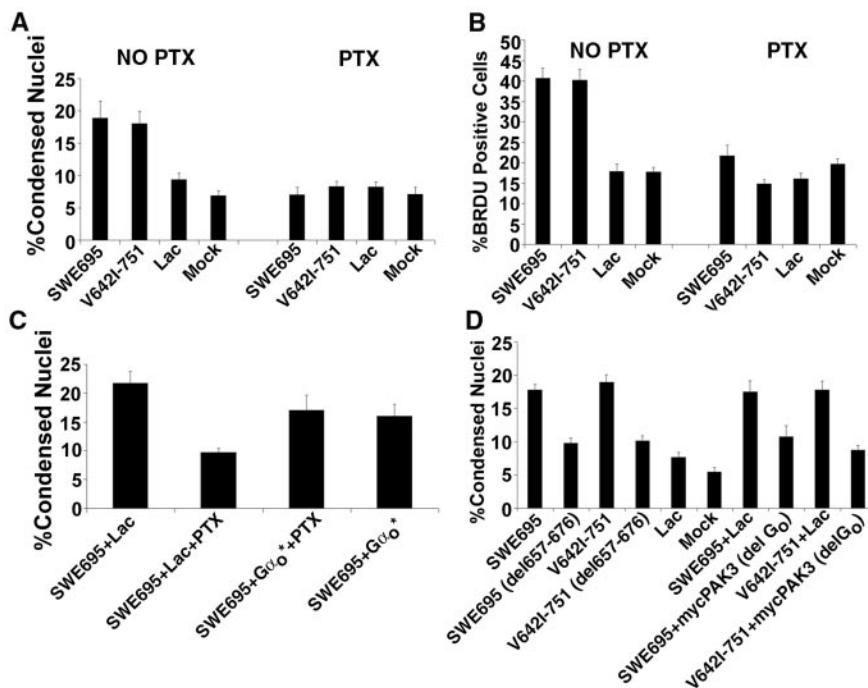 A
NO PTX
PTX
%Condensed Nuclei
25
20
15
10
5
0
SWE695
V642I-751
Lac
Mock
SWE695
V642I-751
Lac
Mock
B
NO PTX
PTX
%BRDU Positive Cells
45
40
35
30
25
20
15
10
5
0
SWE695
V642I-751
Lac
Mock
SWE695
V642I-751
Lac
Mock
C
%Condensed Nuclei
25
20
15
10
5
0
SWE695+Lac
SWE695+Lac+PTX
SWE695+Gαo*+PTX
SWE695+Gαo*
D
%Condensed Nuclei
25
20
15
10
5
0
SWE695
SWE695 (del657-676)
V642I-751
V642I-751 (del657-676)
Lac
Mock
SWE695+Lac
SWE695+mycPAK3 (del GO)
V642I-751+Lac
V642I-751+mycPAK3 (delGO)